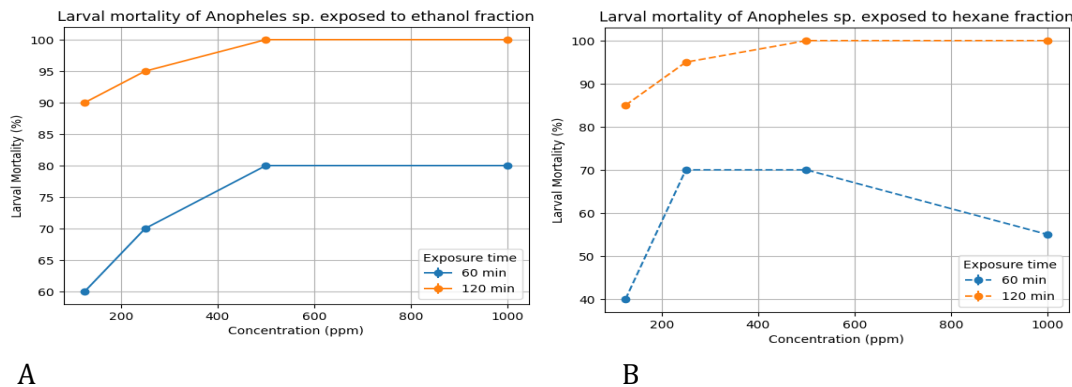 Larval mortality of Anopheles sp. exposed to ethanol fraction
100
95
90
85
80
75
70
65
60
Larval Mortality (%)
200
400
600
800
1000
Concentration (ppm)
Exposure time
60 min
120 min
A
Larval mortality of Anopheles sp. exposed to hexane fraction
100
90
80
70
60
50
40
Larval Mortality (%)
200
400
600
800
1000
Concentration (ppm)
Exposure time
60 min
120 min
B